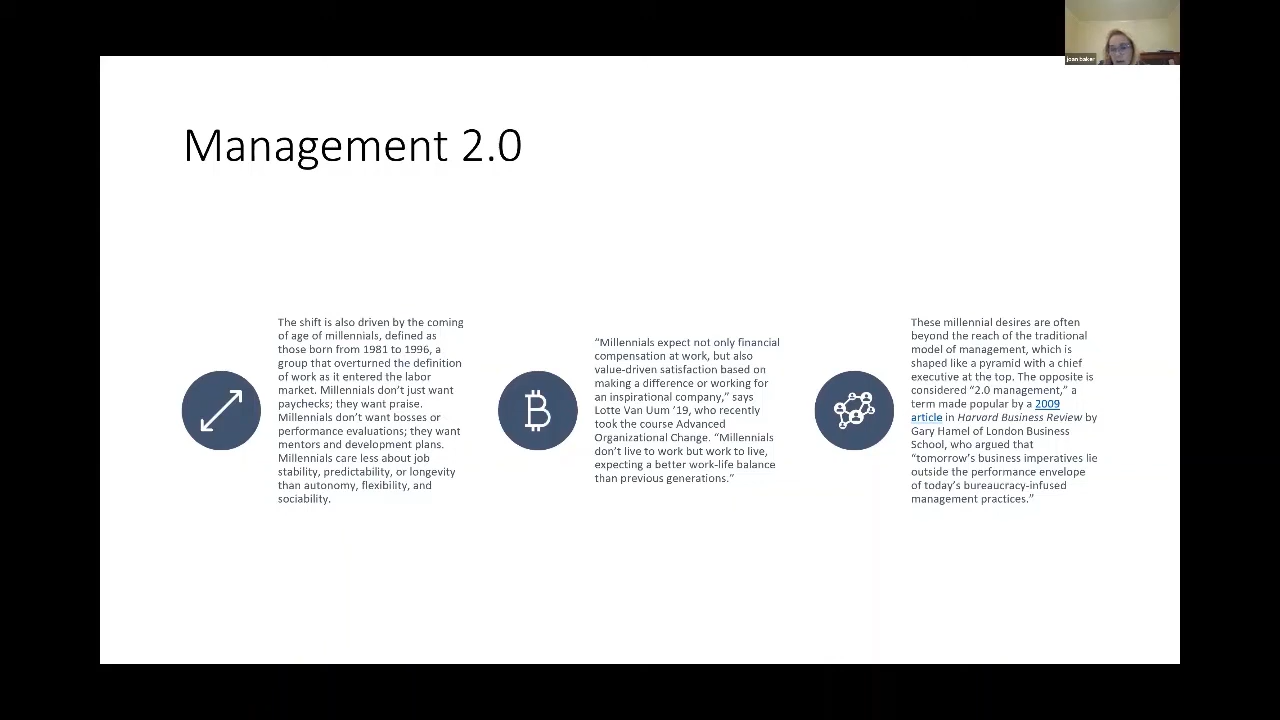 joan baker
Management 2.0
The shift is also driven by the coming
of age of millennials, defined as
those born from 1981 to 1996, a
group that overturned the definition
of work as it entered the labor
market. Millennials don't just want
paychecks; they want praise.
Millennials don't want bosses or
performance evaluations; they want
mentors and development plans.
Millennials care less about job
stability, predictability, or longevity
than autonomy, flexibility, and
sociability.
"Millennials expect not only financial
compensation at work, but also
value-driven satisfaction based on
making a difference or working for
an inspirational company," says
Lotte Van Uum '19, who recently
took the course Advanced
Organizational Change. "Millennials
don't live to work but work to live,
expecting a better work-life balance
than previous generations."
These millennial desires are often
beyond the reach of the traditional
model of management, which is
shaped like a pyramid with a chief
executive at the top. The opposite is
considered "2.0 management," a
term made popular by a 2009
article in Harvard Business Review by
Gary Hamel of London Business
School, who argued that
"tomorrow's business imperatives lie
outside the performance envelope
of today's bureaucracy-infused
management practices."